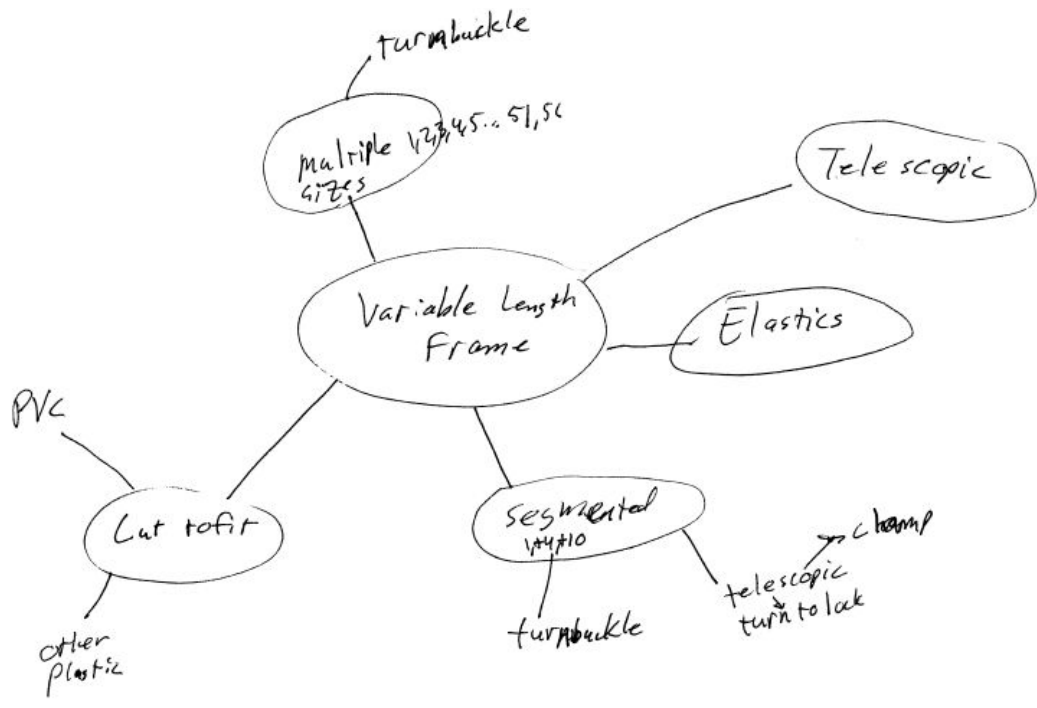 turnbuckle
multiple 1,2,3,4,5... 51,56
sizes
Telescopic
Variable Length
Frame
Elastics
PVC
Cut to fit
segmented
1,+4,+10
clamp
telescopic
turn to lock
turnbuckle
other
plastic